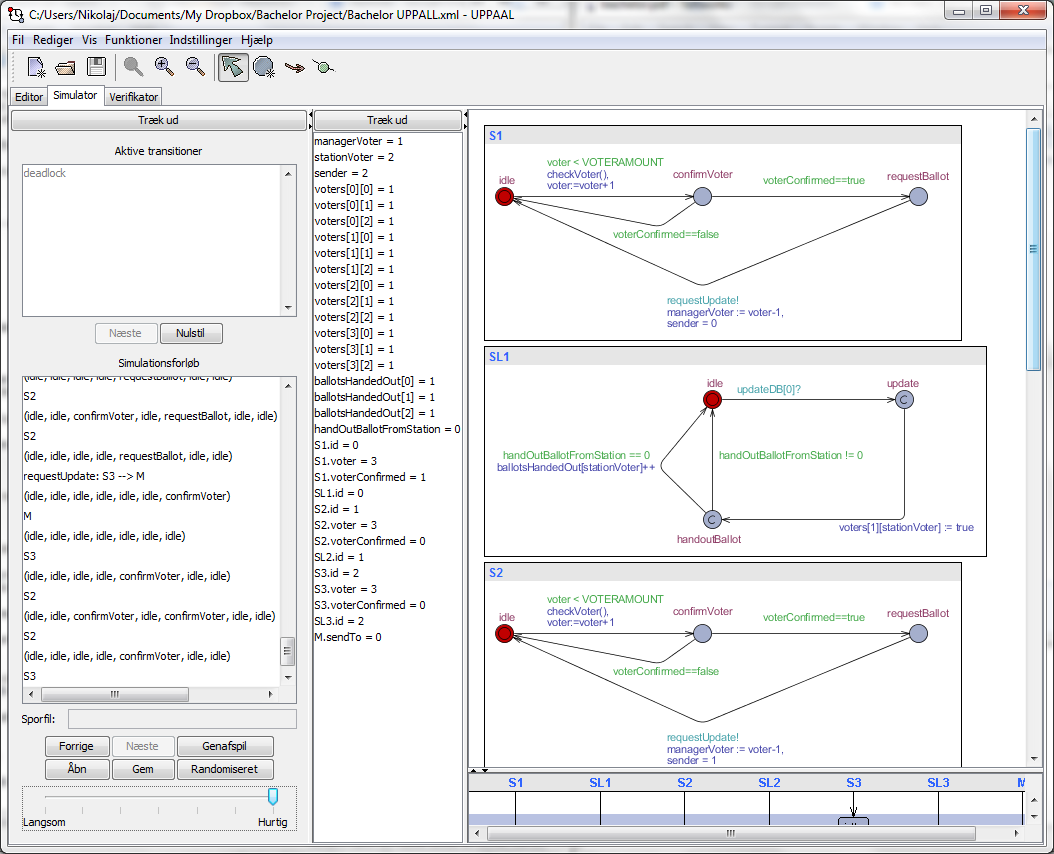 C:/Users/Nikolaj/Documents/My Dropbox/Bachelor Project/Bachelor UPPALL.xml - UPPAAL
Fil Rediger Vis Funktioner Indstillinger Hjælp
Editor Simulator Verifikator
Træk ud
Aktive transitioner
deadlock
Næste Nulstil
Simulationsforløb
(idle, idle, idle, idle, requestBallot, idle, idle)
S2
(idle, idle, confirmVoter, idle, requestBallot, idle, idle)
S2
(idle, idle, idle, idle, requestBallot, idle, idle)
requestUpdate: S3 --> M
(idle, idle, idle, idle, idle, idle, confirmVoter)
M
(idle, idle, idle, idle, idle, idle, idle)
S3
(idle, idle, idle, idle, confirmVoter, idle, idle)
S2
(idle, idle, confirmVoter, idle, confirmVoter, idle, idle)
S2
(idle, idle, idle, idle, confirmVoter, idle, idle)
S3
Sporfil:
Forrige Næste Genafspil
Åbn Gem Randomiseret
Langsom Hurtig
Træk ud
managerVoter = 1
stationVoter = 2
sender = 2
voters[0][0] = 1
voters[0][1] = 1
voters[0][2] = 1
voters[1][0] = 1
voters[1][1] = 1
voters[1][2] = 1
voters[2][0] = 1
voters[2][1] = 1
voters[2][2] = 1
voters[3][0] = 1
voters[3][1] = 1
voters[3][2] = 1
ballotsHandedOut[0] = 1
ballotsHandedOut[1] = 1
ballotsHandedOut[2] = 1
handOutBallotFromStation = 0
S1.id = 0
S1.voter = 3
S1.voterConfirmed = 1
SL1.id = 0
S2.id = 1
S2.voter = 3
S2.voterConfirmed = 0
SL2.id = 1
S3.id = 2
S3.voter = 3
S3.voterConfirmed = 0
SL3.id = 2
M.sendTo = 0
S1
voter < VOTERAMOUNT
checkVoter(),
voter:=voter+1
idle
confirmVoter
voterConfirmed==true
requestBallot
voterConfirmed==false
requestUpdate!
managerVoter := voter-1,
sender = 0
SL1
idle
updateDB[0]?
update
C
handOutBallotFromStation == 0
ballotsHandedOut[stationVoter]++
handOutBallotFromStation != 0
C
voters[1][stationVoter] := true
handoutBallot
S2
voter < VOTERAMOUNT
checkVoter(),
voter:=voter+1
idle
confirmVoter
voterConfirmed==true
requestBallot
voterConfirmed==false
requestUpdate!
managerVoter := voter-1,
sender = 1
S1 SL1 S2 SL2 S3 SL3 M